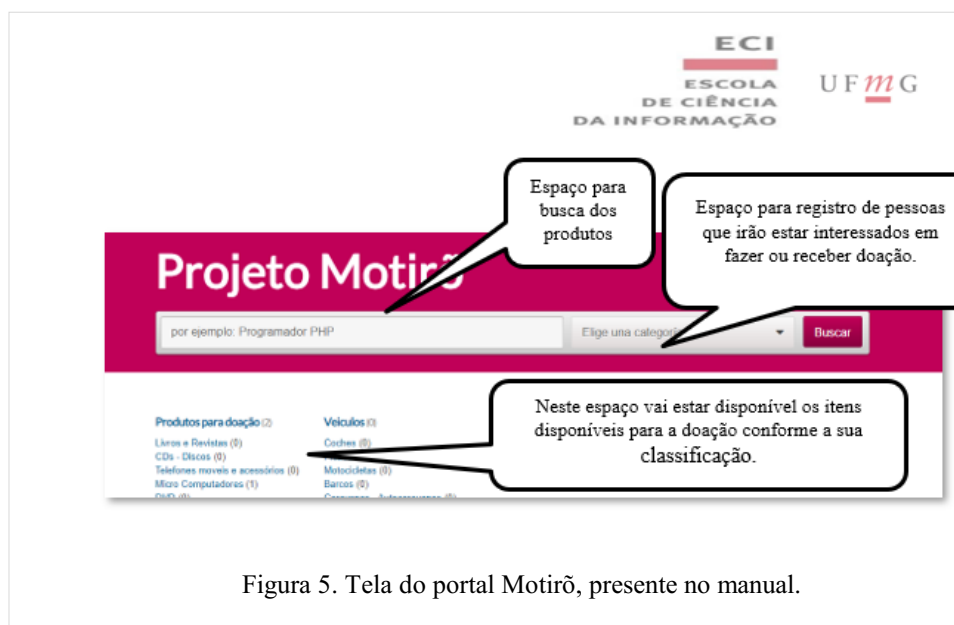 ECI
ESCOLA
DE CIÊNCIA
DA INFORMAÇÃO
UFmG
Espaço para
busca dos
produtos
Espaço para registro de pessoas
que irão estar interessados em
fazer ou receber doação.
Projeto Motirõ
por ejemplo: Programador PHP
Elige una categoría
Buscar
Neste espaço vai estar disponível os itens
disponíveis para a doação conforme a sua
classificação.
Produtos para doação (2)
Livros e Revistas (0)
CDs - Discos (0)
Telefones moveis e acessórios (0)
Micro Computadores (1)
Veiculos (0)
Coches (0)
Motocicletas (0)
Barcos (0)
Figura 5. Tela do portal Motirõ, presente no manual.